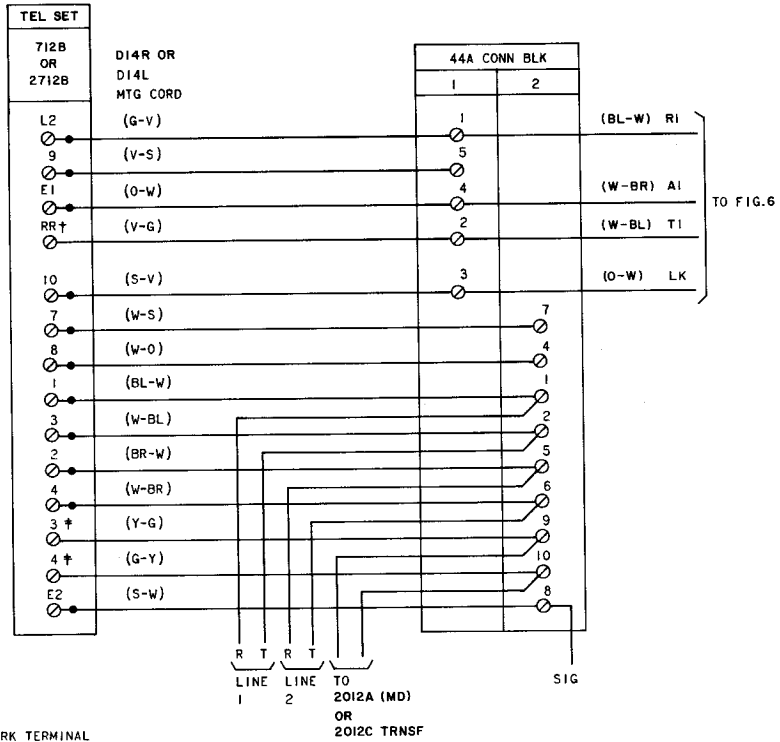 TEL SET
712B
OR
2712B
D14R OR
D14L
MTG CORD
44A CONN BLK
1 2
L2 (G-V) 1 (BL-W) R1
9 (V-S) 5
E1 (O-W) 4 (W-BR) A1
TO FIG.6
RR† (V-G) 2 (W-BL) T1
10 (S-V) 3 (O-W) LK
7 (W-S) 7
8 (W-O) 4
1 (BL-W) 1
3 (W-BL) 2
2 (BR-W) 5
4 (W-BR) 6
3 ‡ (Y-G) 9
4 ‡ (G-Y) 10
E2 (S-W) 8
R T R T
LINE LINE TO SIG
1 2 2012A (MD)
OR
2012C TRNSF
RK TERMINAL